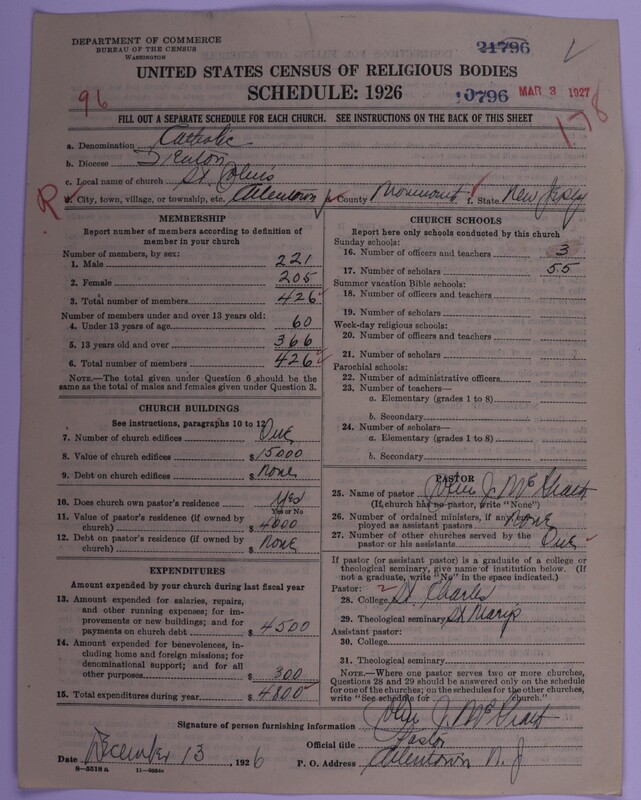 DEPARTMENT OF COMMERCE
BUREAU OF THE CENSUS
WASHINGTON
21796
UNITED STATES CENSUS OF RELIGIOUS BODIES
SCHEDULE: 1926
96
10796
MAR 3 1927
178
FILL OUT A SEPARATE SCHEDULE FOR EACH CHURCH. SEE INSTRUCTIONS ON THE BACK OF THIS SHEET
a. Denomination Catholic
b. Diocese Trenton
c. Local name of church St. John's
R
d. City, town, village, or township, etc. Allentown County Monmouth f. State New Jersey
MEMBERSHIP
Report number of members according to definition of
member in your church
Number of members, by sex:
1. Male 221
2. Female 205
3. Total number of members 426
Number of members under and over 13 years old:
4. Under 13 years of age 60
5. 13 years old and over 366
6. Total number of members 426
NOTE.—The total given under Question 6 should be
the same as the total of males and females given under Question 3.
CHURCH BUILDINGS
See instructions, paragraphs 10 to 12
7. Number of church edifices One
8. Value of church edifices $ 15000
9. Debt on church edifices $ None
10. Does church own pastor's residence Yes
Yes or No
11. Value of pastor's residence (if owned by
church) $ 4000
12. Debt on pastor's residence (if owned by
church) $ None
EXPENDITURES
Amount expended by your church during last fiscal year
13. Amount expended for salaries, repairs,
and other running expenses; for im-
provements or new buildings; and for
payments on church debt $ 4500
14. Amount expended for benevolences, in-
cluding home and foreign missions; for
denominational support; and for all
other purposes $ 300
15. Total expenditures during year $ 4800
CHURCH SCHOOLS
Report here only schools conducted by this church
Sunday schools:
16. Number of officers and teachers 3
17. Number of scholars 55
Summer vacation Bible schools:
18. Number of officers and teachers
19. Number of scholars
Week-day religious schools:
20. Number of officers and teachers
21. Number of scholars
Parochial schools:
22. Number of administrative officers
23. Number of teachers—
a. Elementary (grades 1 to 8)
b. Secondary
24. Number of scholars—
a. Elementary (grades 1 to 8)
b. Secondary
PASTOR
25. Name of pastor John J. McGrath
(If church has no pastor, write "None")
26. Number of ordained ministers, if any, em-
ployed as assistant pastors None
27. Number of other churches served by the
pastor or his assistants One
If pastor (or assistant pastor) is a graduate of a college or
theological seminary, give name of institution below. (If
not a graduate, write "No" in the space indicated.)
Pastor:
28. College St. Charles
29. Theological seminary St Marys
Assistant pastor:
30. College
31. Theological seminary
NOTE.—Where one pastor serves two or more churches,
Questions 28 and 29 should be answered only on the schedule
for one of the churches; on the schedules for the other churches,
write "See schedule for church."
Signature of person furnishing information John J. McGrath
Official title Pastor
Date December 13, 1926 P. O. Address Allentown N. J
8—5518 a